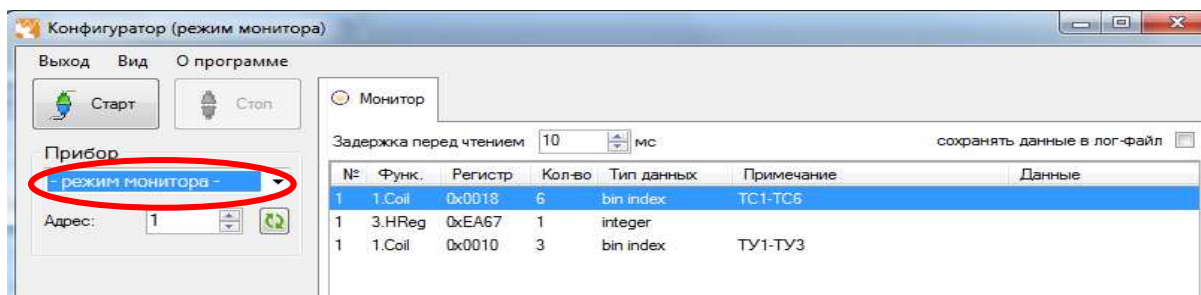 Конфигуратор (режим монитора)
Выход Вид О программе
Старт Стоп
Монитор
Задержка перед чтением 10 мс сохранять данные в лог-файл
Прибор
- режим монитора -
Адрес: 1
№ Функ. Регистр Кол-во Тип данных Примечание Данные
1 1.Coil 0x0018 6 bin index ТС1-ТС6
1 3.HReg 0xEA67 1 integer
1 1.Coil 0x0010 3 bin index ТУ1-ТУ3